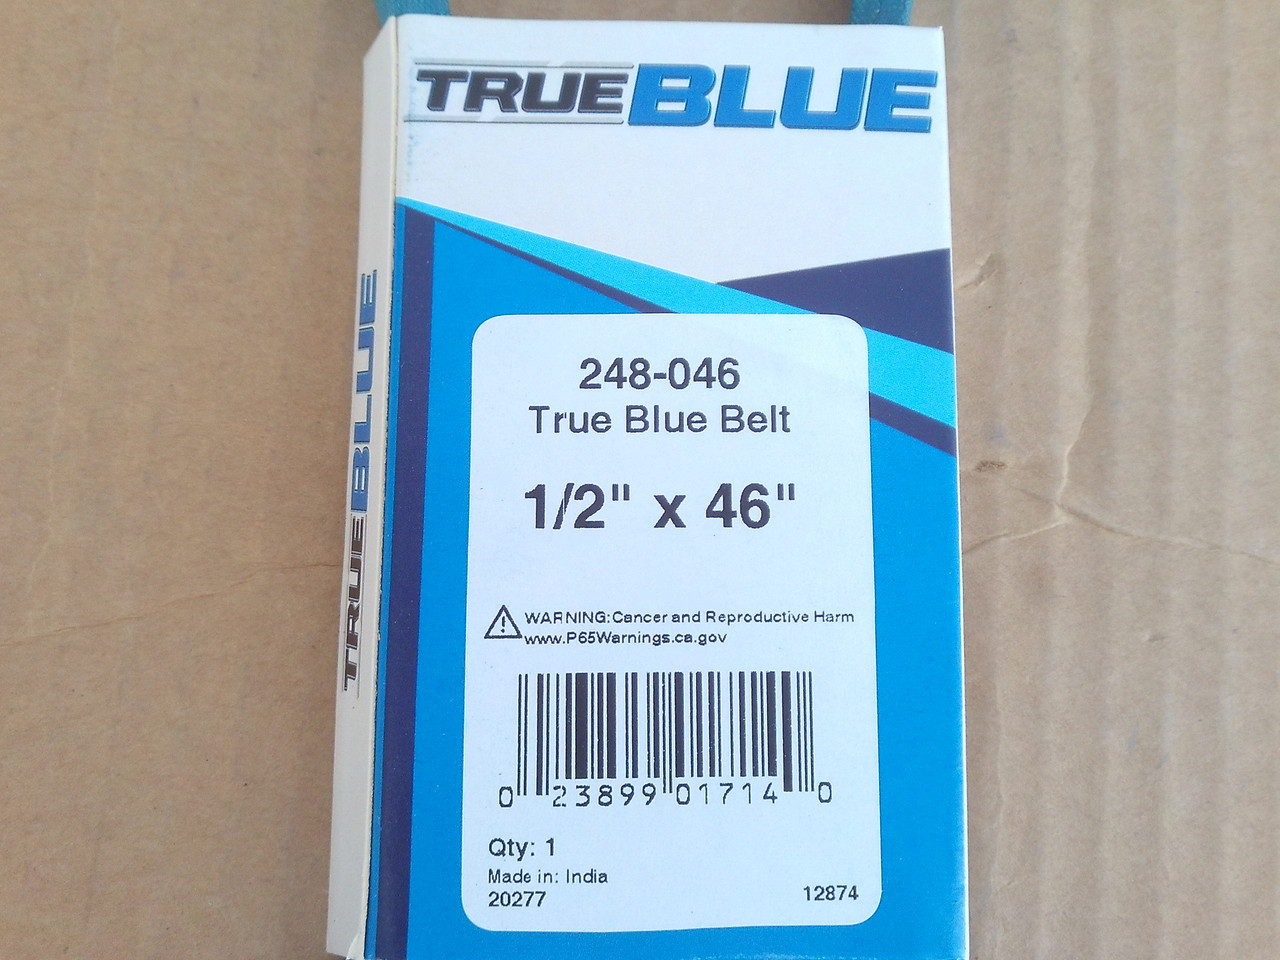 TRUEBLUE
TRUEBLUE
248-046
True Blue Belt
1/2" x 46"
WARNING:Cancer and Reproductive Harm
www.P65Warnings.ca.gov
0 23899 01714 0
Qty: 1
Made in: India
20277 12874